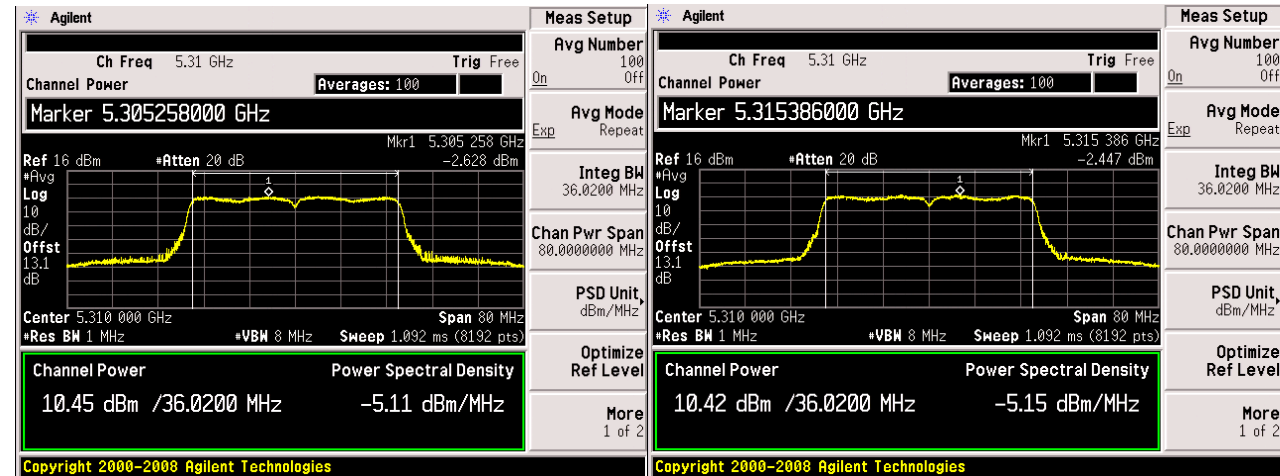 Agilent
Ch Freq 5.31 GHz Trig Free
Channel Power Averages: 100
Marker 5.305258000 GHz
Mkr1 5.305 258 GHz
Ref 16 dBm #Atten 20 dB -2.628 dBm
#Avg
Log
10
dB/
Offst
13.1
dB
1
Center 5.310 000 GHz Span 80 MHz
#Res BW 1 MHz #VBW 8 MHz Sweep 1.092 ms (8192 pts)
Channel Power Power Spectral Density
10.45 dBm /36.0200 MHz -5.11 dBm/MHz
Copyright 2000-2008 Agilent Technologies
Meas Setup
Avg Number
100
On Off
Avg Mode
Exp Repeat
Integ BW
36.0200 MHz
Chan Pwr Span
80.0000000 MHz
PSD Unit
dBm/MHz
Optimize
Ref Level
More
1 of 2
Agilent
Ch Freq 5.31 GHz Trig Free
Channel Power Averages: 100
Marker 5.315386000 GHz
Mkr1 5.315 386 GHz
Ref 16 dBm #Atten 20 dB -2.447 dBm
#Avg
Log
10
dB/
Offst
13.1
dB
1
Center 5.310 000 GHz Span 80 MHz
#Res BW 1 MHz #VBW 8 MHz Sweep 1.092 ms (8192 pts)
Channel Power Power Spectral Density
10.42 dBm /36.0200 MHz -5.15 dBm/MHz
Copyright 2000-2008 Agilent Technologies
Meas Setup
Avg Number
100
On Off
Avg Mode
Exp Repeat
Integ BW
36.0200 MHz
Chan Pwr Span
80.0000000 MHz
PSD Unit
dBm/MHz
Optimize
Ref Level
More
1 of 2